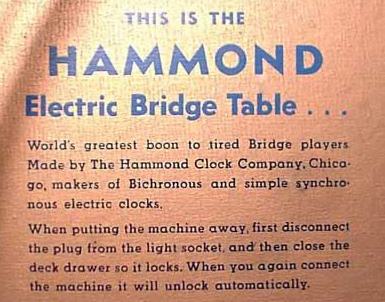 THIS IS THE
HAMMOND
Electric Bridge Table . . .
World's greatest boon to tired Bridge players
Made by The Hammond Clock Company, Chica-
go, makers of Bichronous and simple synchro-
nous electric clocks.
When putting the machine away, first disconnect
the plug from the light socket, and then close the
deck drawer so it locks. When you again connect
the machine it will unlock automatically.